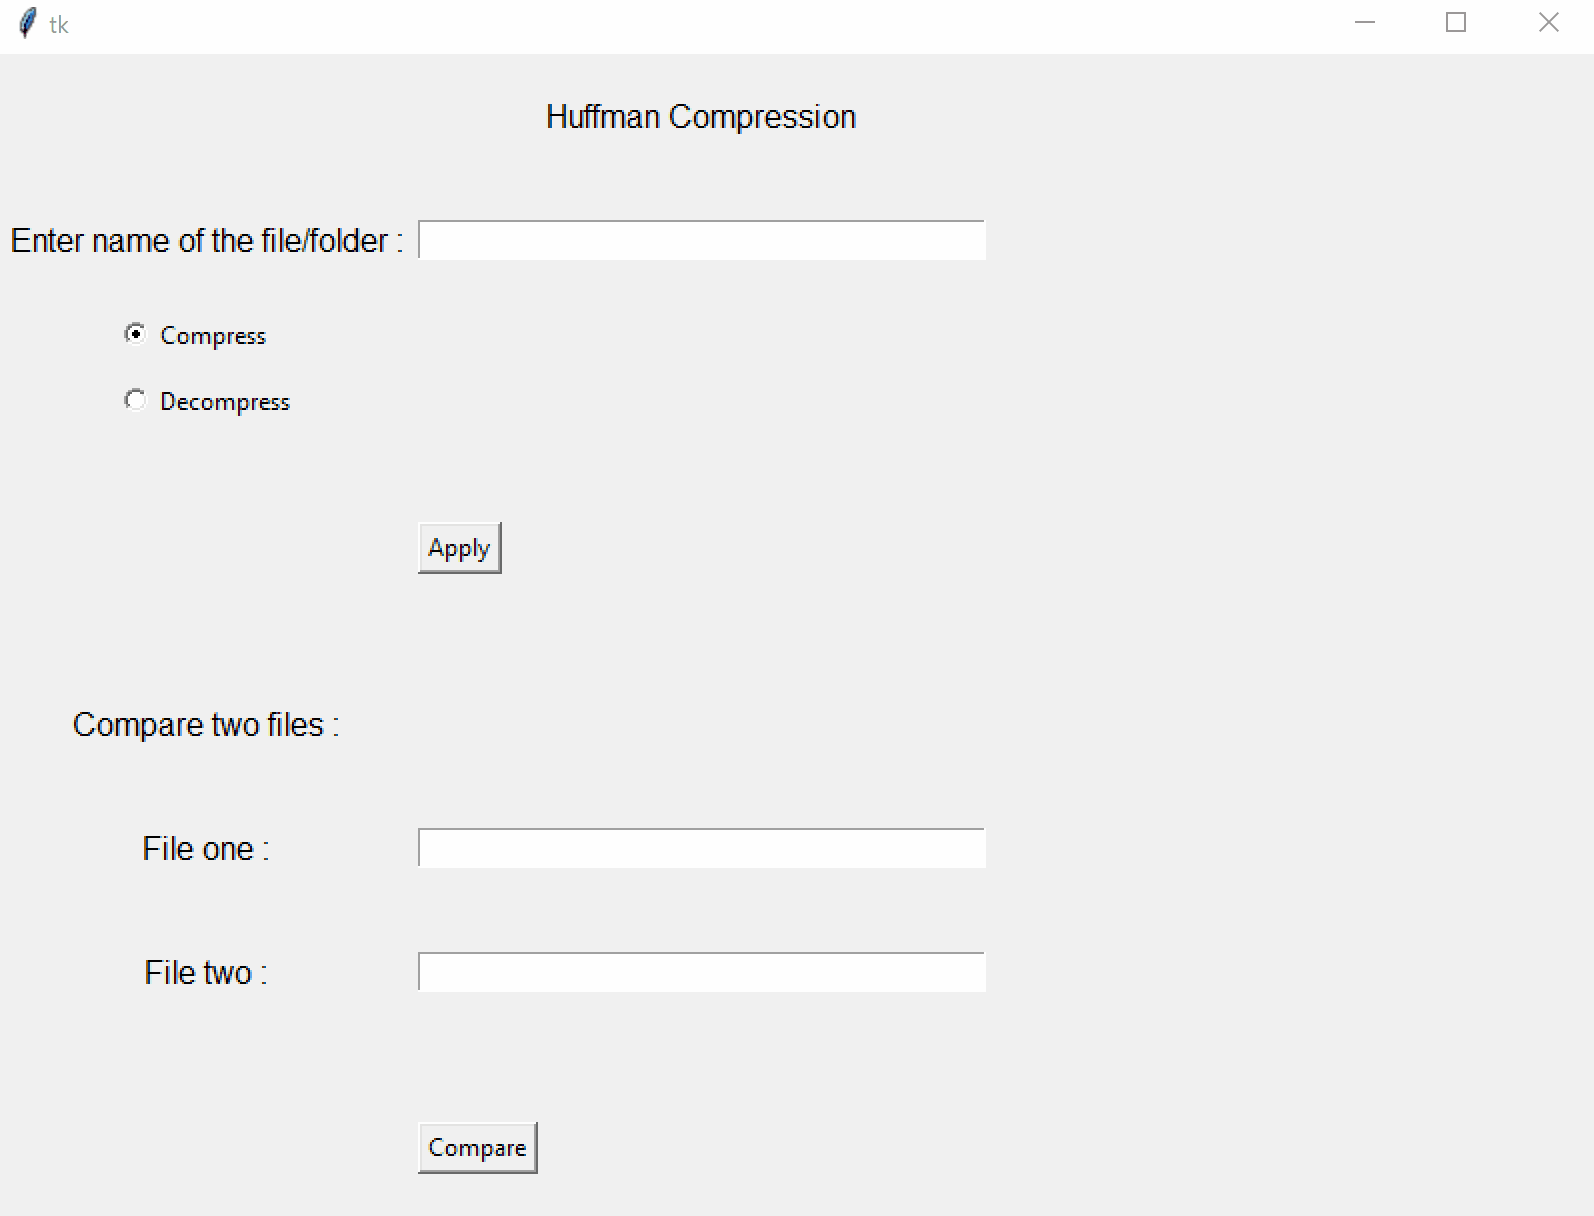 tk
Huffman Compression
Enter name of the file/folder :
Compress
Decompress
Apply
Compare two files :
File one :
File two :
Compare